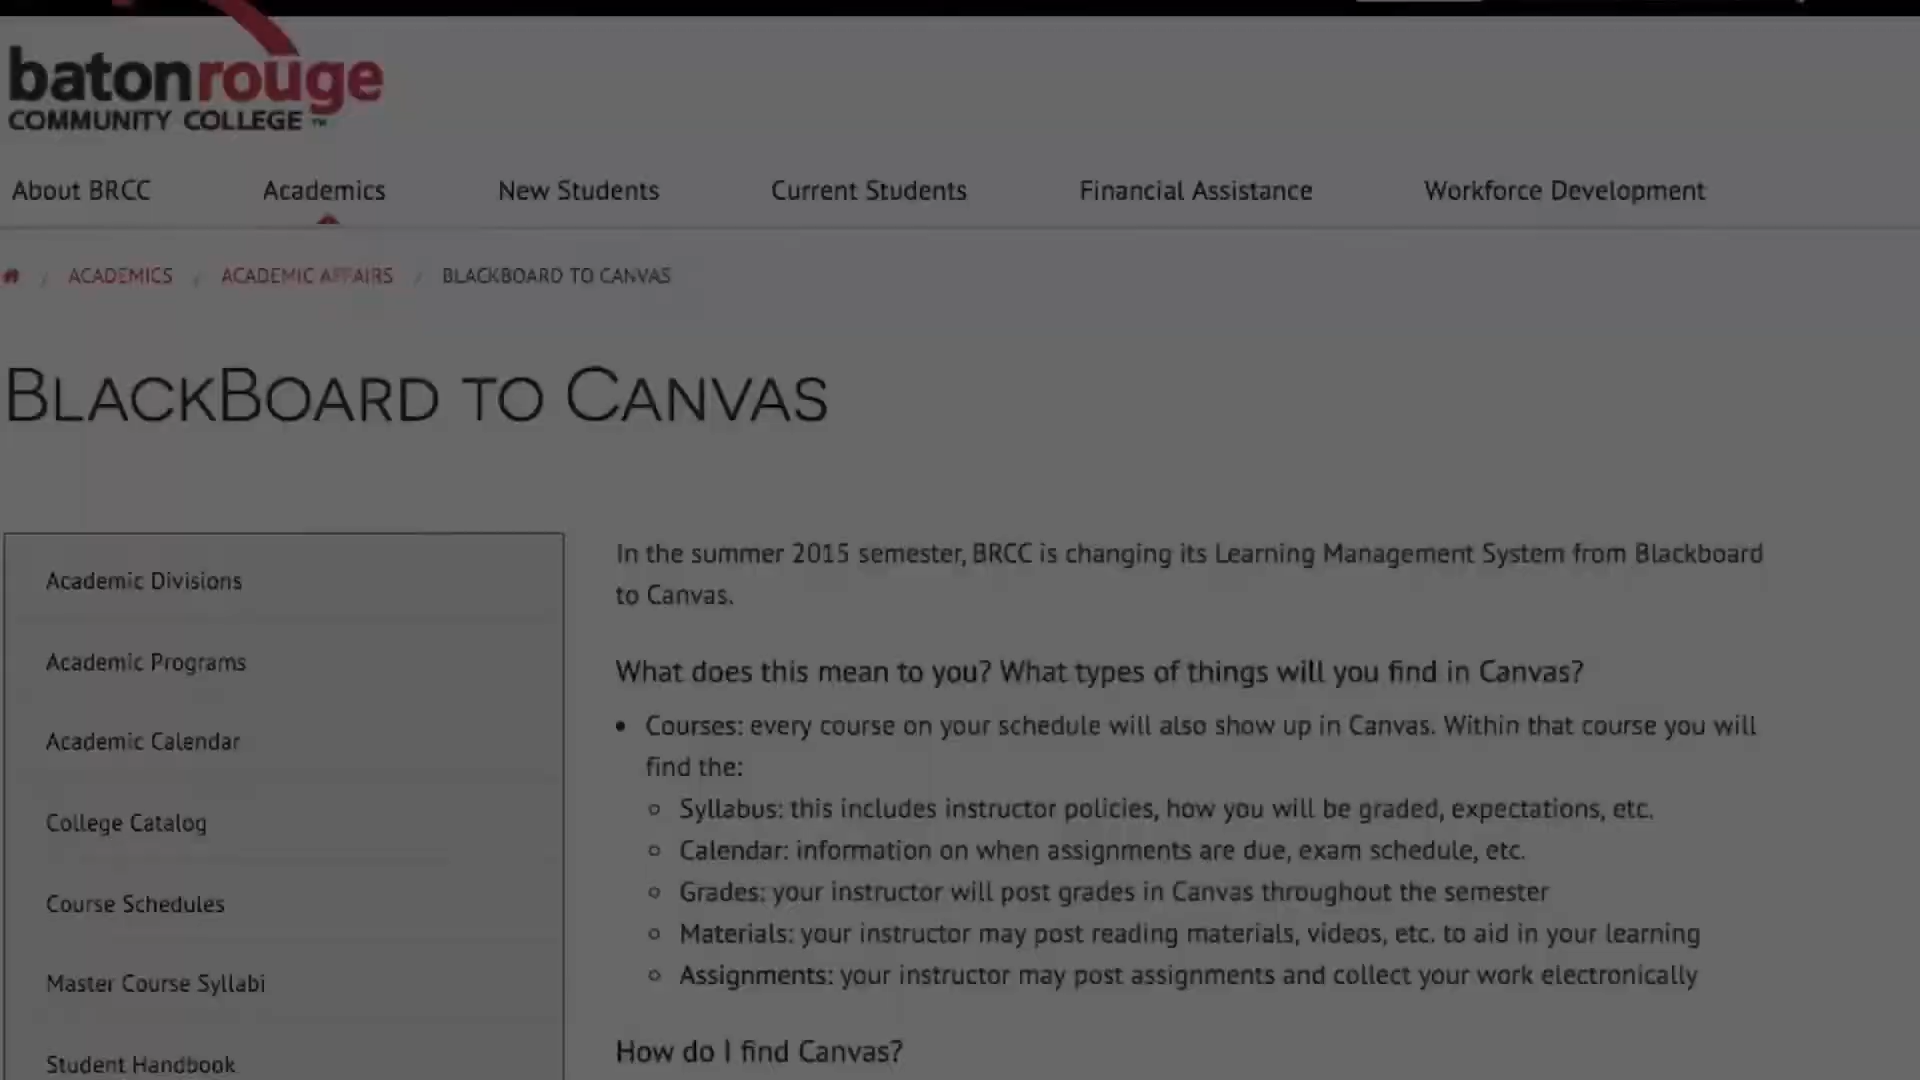 batonrouge
COMMUNITY COLLEGE ™
About BRCC
Academics
New Students
Current Students
Financial Assistance
Workforce Development
/ ACADEMICS / ACADEMIC AFFAIRS / BLACKBOARD TO CANVAS
BLACKBOARD TO CANVAS
Academic Divisions
Academic Programs
Academic Calendar
College Catalog
Course Schedules
Master Course Syllabi
Student Handbook
In the summer 2015 semester, BRCC is changing its Learning Management System from Blackboard
to Canvas.
What does this mean to you? What types of things will you find in Canvas?
• Courses: every course on your schedule will also show up in Canvas. Within that course you will
find the:
◦ Syllabus: this includes instructor policies, how you will be graded, expectations, etc.
◦ Calendar: information on when assignments are due, exam schedule, etc.
◦ Grades: your instructor will post grades in Canvas throughout the semester
◦ Materials: your instructor may post reading materials, videos, etc. to aid in your learning
◦ Assignments: your instructor may post assignments and collect your work electronically
How do I find Canvas?